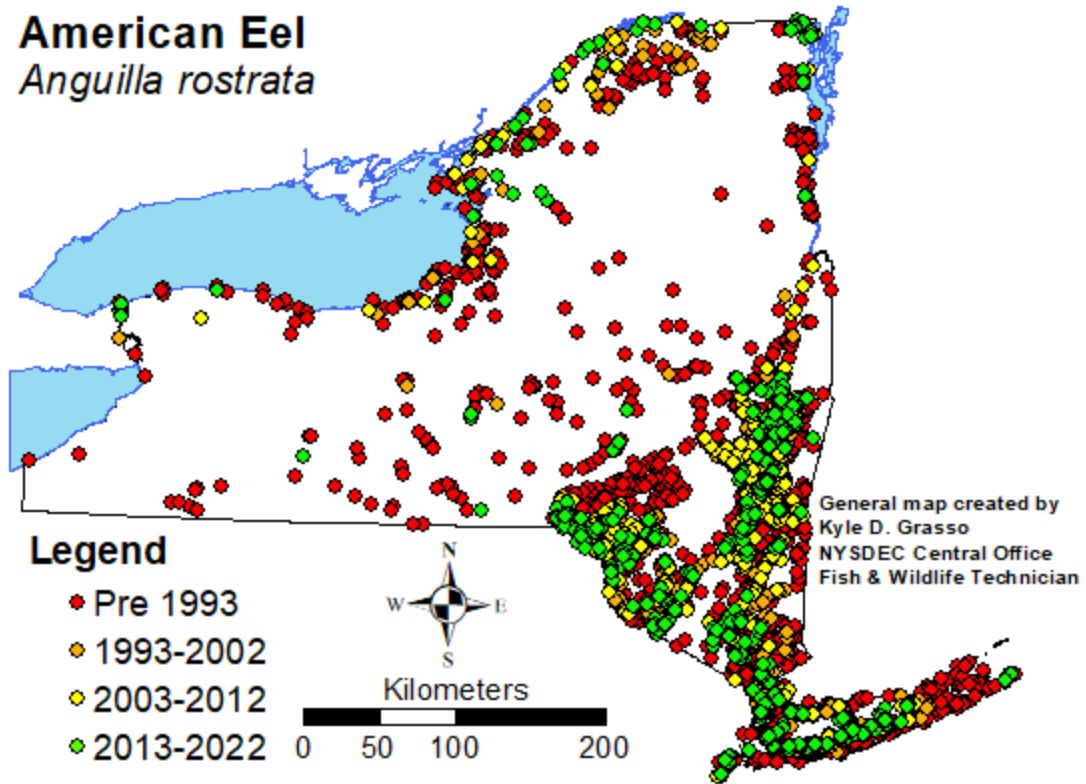 American Eel
Anguilla rostrata
General map created by
Kyle D. Grasso
NYSDEC Central Office
Fish & Wildlife Technician
Legend
Pre 1993
1993-2002
2003-2012
2013-2022
N
W E
S
Kilometers
0 50 100 200